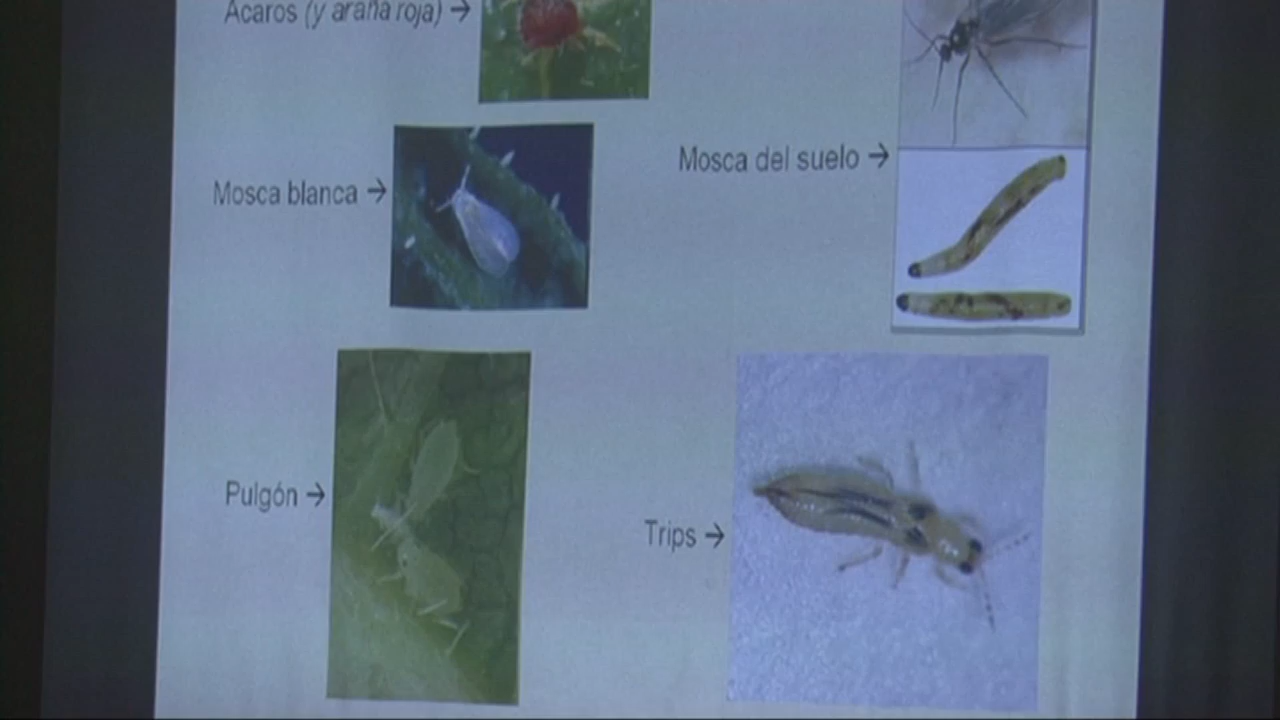 Ácaros (y araña roja) →
Mosca del suelo →
Mosca blanca →
Pulgón →
Trips →